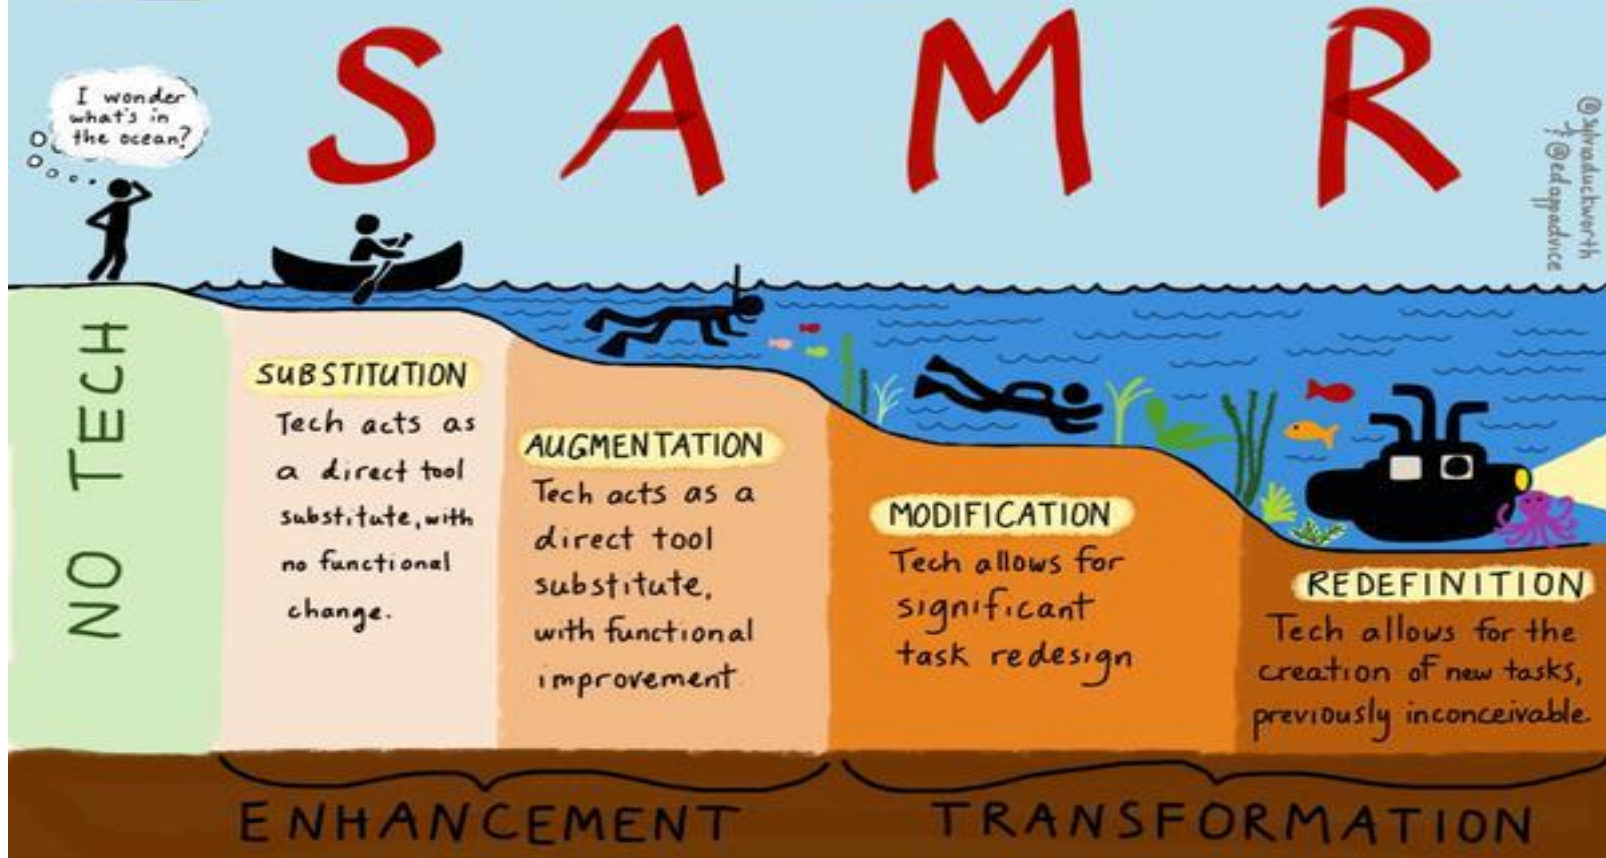 S A M R
I wonder
what's in
the ocean?
@sylviaduckworth
+ @edappadvice
NO TECH
SUBSTITUTION
Tech acts as
a direct tool
substitute, with
no functional
change.
AUGMENTATION
Tech acts as a
direct tool
substitute,
with functional
improvement
MODIFICATION
Tech allows for
significant
task redesign
REDEFINITION
Tech allows for the
creation of new tasks,
previously inconceivable.
ENHANCEMENT
TRANSFORMATION